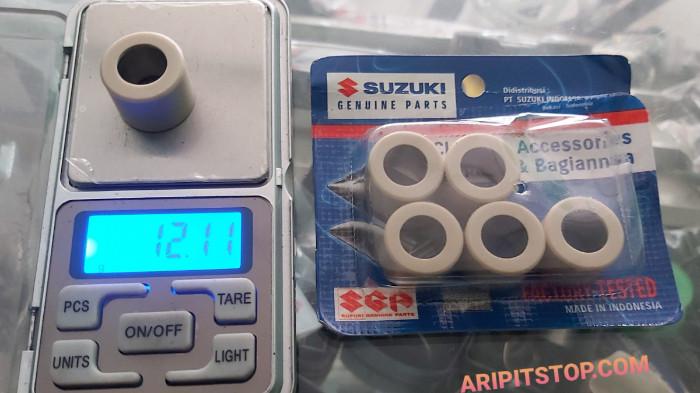 12.11
g
PCS
TARE
ON/OFF
UNITS
LIGHT
SUZUKI
GENUINE PARTS
Didistribusi
PT. SUZUKI
Accessories
& Bagiannya
SGP
SUZUKI GENUINE PARTS
FACTORY TESTED
MADE IN INDONESIA
ARIPITSTOP.COM